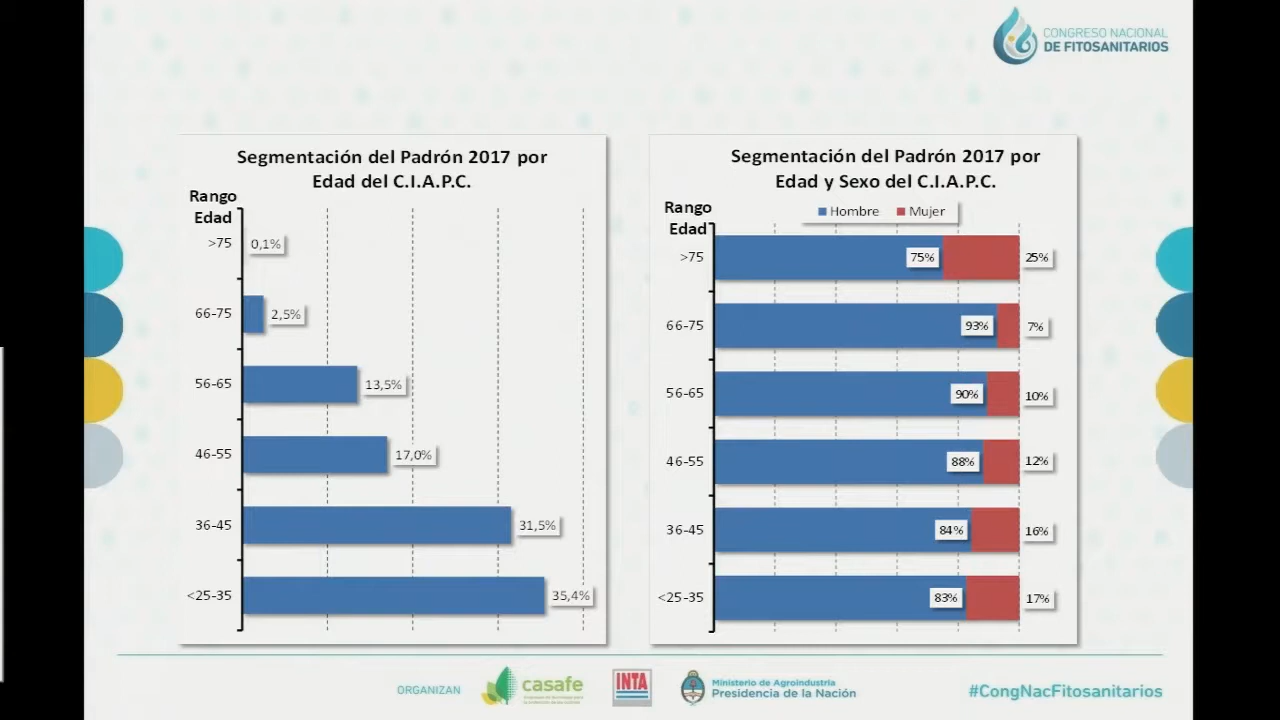 CONGRESO NACIONAL
DE FITOSANITARIOS
Segmentación del Padrón 2017 por
Edad del C.I.A.P.C.
Rango
Edad
>75
0,1%
66-75
2,5%
56-65
13,5%
46-55
17,0%
36-45
31,5%
<25-35
35,4%
Segmentación del Padrón 2017 por
Edad y Sexo del C.I.A.P.C.
Rango
Edad
Hombre
Mujer
>75
75%
25%
66-75
93%
7%
56-65
90%
10%
46-55
88%
12%
36-45
84%
16%
<25-35
83%
17%
ORGANIZAN
casafe
INTA
Ministerio de Agroindustria
Presidencia de la Nación
#CongNacFitosanitarios